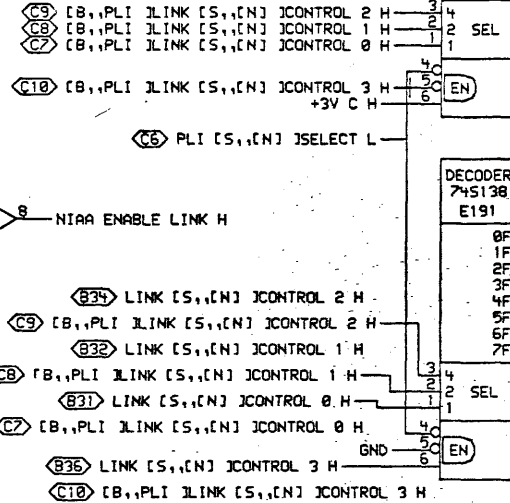 C9 [B,,PLI ]LINK [S,,[N] ]CONTROL 2 H 3 4
C8 [B,,PLI ]LINK [S,,[N] ]CONTROL 1 H 2 2 SEL
C7 [B,,PLI ]LINK [S,,[N] ]CONTROL 0 H 1 1
4
C10 [B,,PLI ]LINK [S,,[N] ]CONTROL 3 H 5 EN
+3V C H 6
C6 PLI [S,,[N] ]SELECT L
DECODER
74S138
E191
8 NIAA ENABLE LINK H
0F
1F
2F
3F
4F
5F
6F
7F
B34 LINK [S,,[N] ]CONTROL 2 H
C9 [B,,PLI ]LINK [S,,[N] ]CONTROL 2 H
B32 LINK [S,,[N] ]CONTROL 1 H
3 4
C8 [B,,PLI ]LINK [S,,[N] ]CONTROL 1 H 2 2 SEL
B31 LINK [S,,[N] ]CONTROL 0 H 1 1
C7 [B,,PLI ]LINK [S,,[N] ]CONTROL 0 H 4
GND 5 EN
B36 LINK [S,,[N] ]CONTROL 3 H 6
C10 [B,,PLI ]LINK [S,,[N] ]CONTROL 3 H